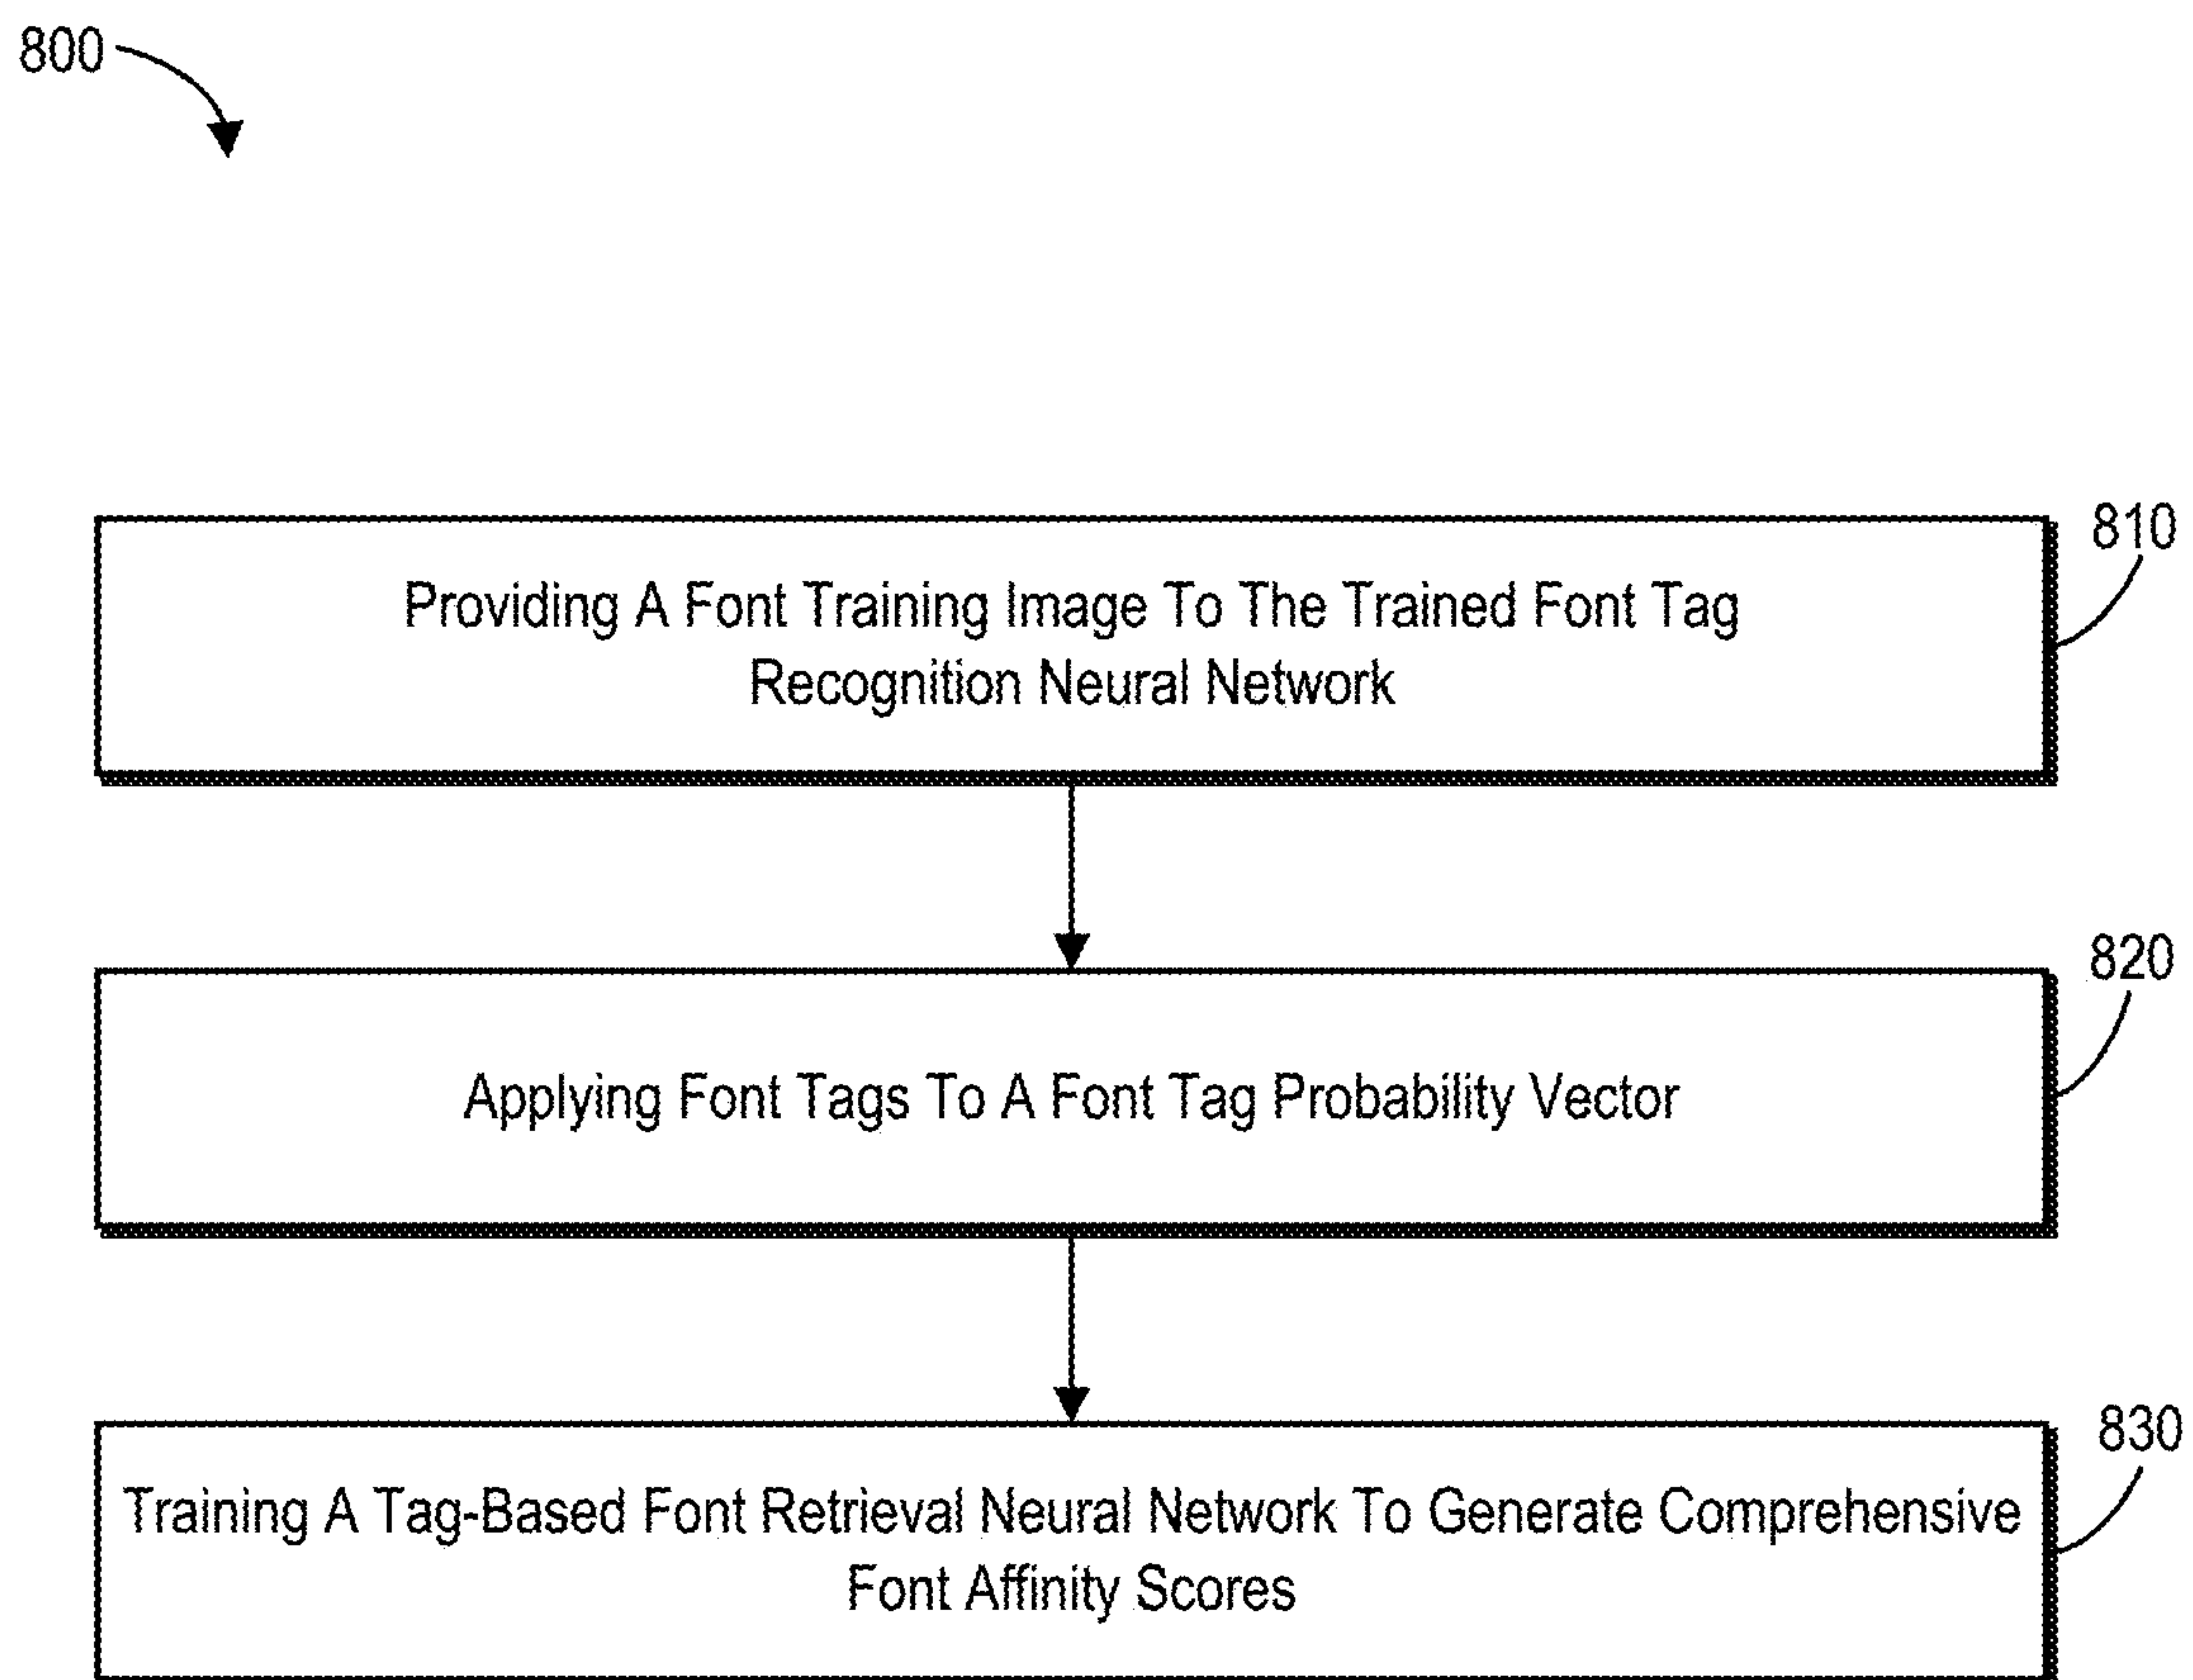 800
810
Providing A Font Training Image To The Trained Font Tag
Recognition Neural Network
820
Applying Font Tags To A Font Tag Probability Vector
830
Training A Tag-Based Font Retrieval Neural Network To Generate Comprehensive
Font Affinity Scores